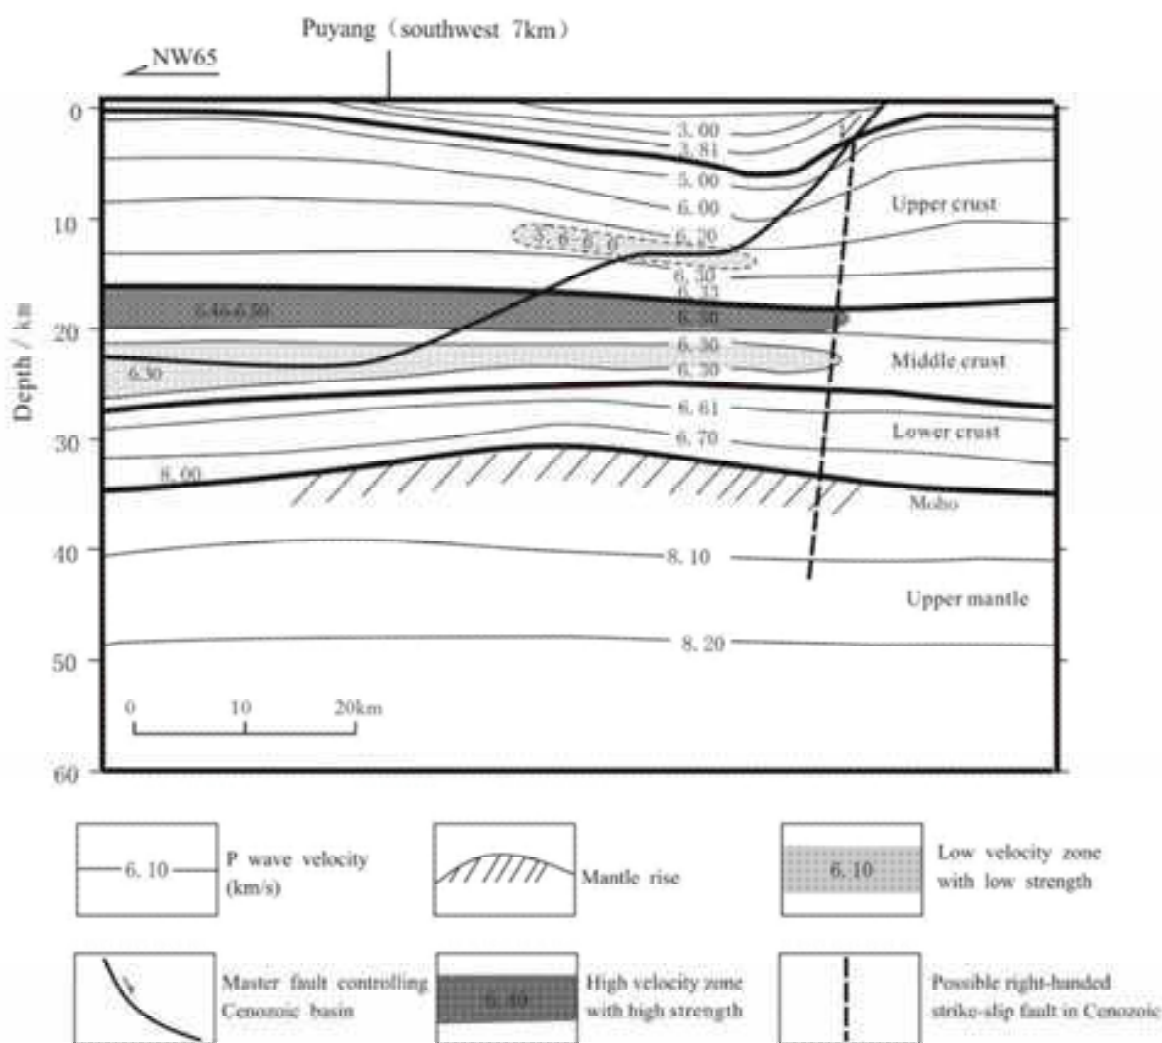 Puyang (southwest 7km)
NW65
0
10
20
30
40
50
60
Depth / km
3.00
3.81
5.00
6.00
6.20
6.30
6.33
6.50
6.30
6.30
6.30
6.61
6.70
8.00
8.10
8.20
Upper crust
Middle crust
Lower crust
Moho
Upper mantle
0 10 20km
6.10
P wave velocity
(km/s)
Mantle rise
6.10
Low velocity zone
with low strength
Master fault controlling
Cenozoic basin
6.40
High velocity zone
with high strength
Possible right-handed
strike-slip fault in Cenozoic